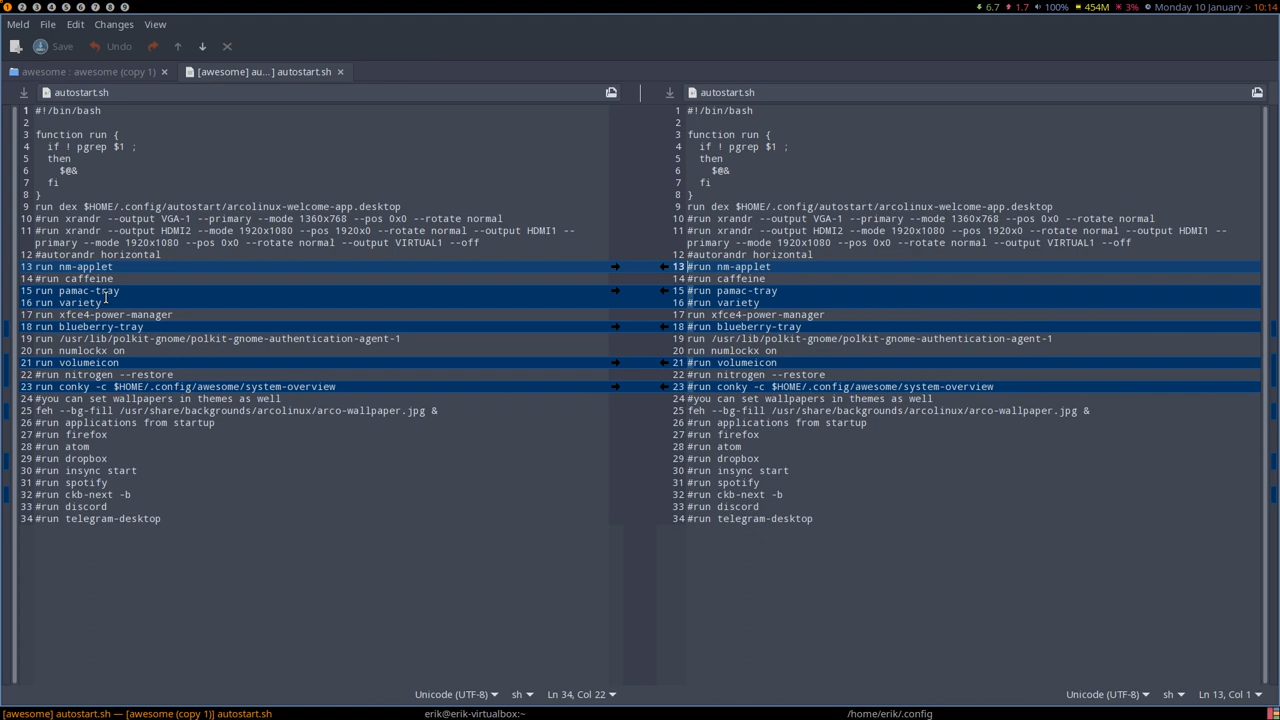 1 2 3 4 5 6 7 8 9
6.7 1.7 100% 454M 3% Monday 10 January > 10:14
Meld File Edit Changes View
Save Undo
awesome : awesome (copy 1) [awesome] au...] autostart.sh
autostart.sh
1 #!/bin/bash
2
3 function run {
4 if ! pgrep $1 ;
5 then
6 $@&
7 fi
8 }
9 run dex $HOME/.config/autostart/arcolinux-welcome-app.desktop
10 #run xrandr --output VGA-1 --primary --mode 1360x768 --pos 0x0 --rotate normal
11 #run xrandr --output HDMI2 --mode 1920x1080 --pos 1920x0 --rotate normal --output HDMI1 --
primary --mode 1920x1080 --pos 0x0 --rotate normal --output VIRTUAL1 --off
12 #autorandr horizontal
13 run nm-applet
14 #run caffeine
15 run pamac-tray
16 run variety
17 run xfce4-power-manager
18 run blueberry-tray
19 run /usr/lib/polkit-gnome/polkit-gnome-authentication-agent-1
20 run numlockx on
21 run volumeicon
22 #run nitrogen --restore
23 run conky -c $HOME/.config/awesome/system-overview
24 #you can set wallpapers in themes as well
25 feh --bg-fill /usr/share/backgrounds/arcolinux/arco-wallpaper.jpg &
26 #run applications from startup
27 #run firefox
28 #run atom
29 #run dropbox
30 #run insync start
31 #run spotify
32 #run ckb-next -b
33 #run discord
34 #run telegram-desktop
Unicode (UTF-8) sh Ln 34, Col 22
autostart.sh
1 #!/bin/bash
2
3 function run {
4 if ! pgrep $1 ;
5 then
6 $@&
7 fi
8 }
9 run dex $HOME/.config/autostart/arcolinux-welcome-app.desktop
10 #run xrandr --output VGA-1 --primary --mode 1360x768 --pos 0x0 --rotate normal
11 #run xrandr --output HDMI2 --mode 1920x1080 --pos 1920x0 --rotate normal --output HDMI1 --
primary --mode 1920x1080 --pos 0x0 --rotate normal --output VIRTUAL1 --off
12 #autorandr horizontal
13 #run nm-applet
14 #run caffeine
15 #run pamac-tray
16 #run variety
17 run xfce4-power-manager
18 #run blueberry-tray
19 run /usr/lib/polkit-gnome/polkit-gnome-authentication-agent-1
20 run numlockx on
21 #run volumeicon
22 #run nitrogen --restore
23 #run conky -c $HOME/.config/awesome/system-overview
24 #you can set wallpapers in themes as well
25 feh --bg-fill /usr/share/backgrounds/arcolinux/arco-wallpaper.jpg &
26 #run applications from startup
27 #run firefox
28 #run atom
29 #run dropbox
30 #run insync start
31 #run spotify
32 #run ckb-next -b
33 #run discord
34 #run telegram-desktop
Unicode (UTF-8) sh Ln 13, Col 1
[awesome] autostart.sh — [awesome (copy 1)] autostart.sh erik@erik-virtualbox:~ /home/erik/.config